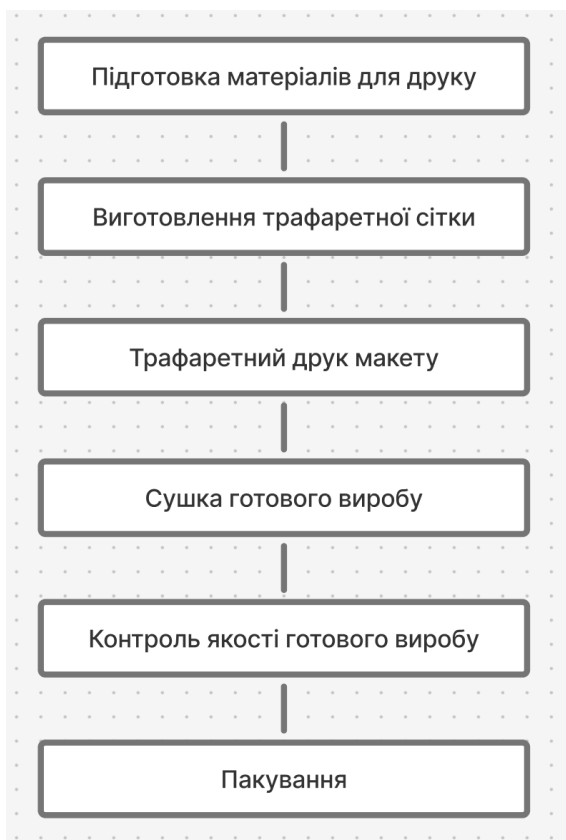 Підготовка матеріалів для друку
Виготовлення трафаретної сітки
Трафаретний друк макету
Сушка готового виробу
Контроль якості готового виробу
Пакування